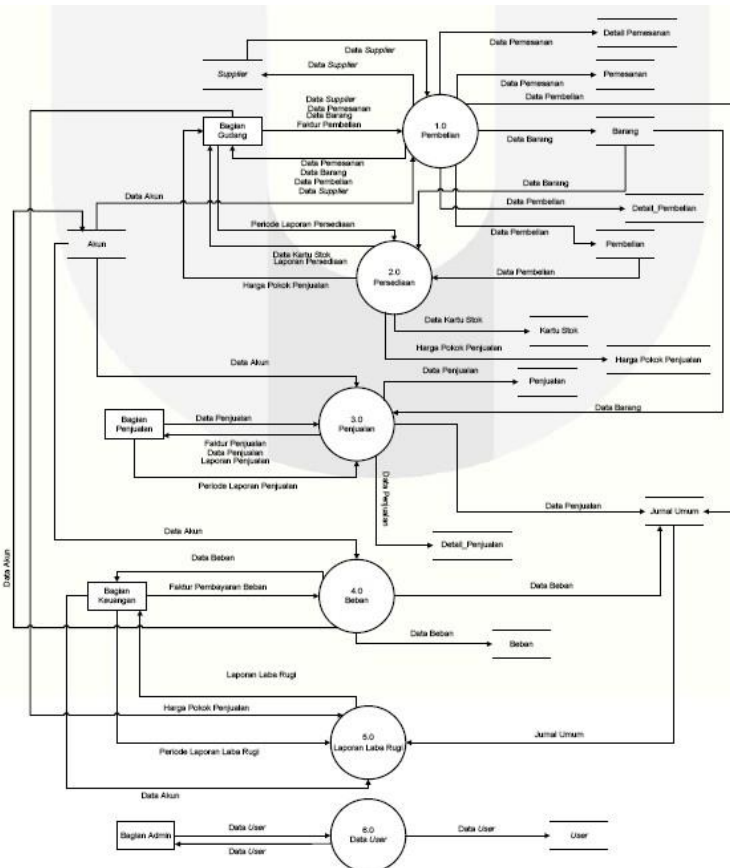 Data Supplier
Data Pemesanan
Detail Pemesanan
Supplier
Data Supplier
Data Pemesanan
Pemesanan
Data Pembelian
Data Supplier
Data Pemesanan
Data Barang
Faktur Pembelian
Bagian
Gudang
1.0
Pembelian
Data Barang
Barang
Data Pemesanan
Data Barang
Data Pembelian
Data Supplier
Data Barang
Data Akun
Data Pembelian
Detail_Pembelian
Periode Laporan Persediaan
Data Pembelian
Pembelian
Akun
Data Kartu Stok
Laporan Persediaan
Harga Pokok Penjualan
2.0
Persediaan
Data Pembelian
Data Kartu Stok
Kartu Stok
Harga Pokok Penjualan
Harga Pokok Penjualan
Data Akun
Data Penjualan
Penjualan
Data Barang
Bagian
Penjualan
Data Penjualan
Faktur Penjualan
Data Penjualan
Laporan Penjualan
Periode Laporan Penjualan
3.0
Penjualan
Data Penjualan
Data Penjualan
Jurnal Umum
Data Akun
Detail_Penjualan
Data Akun
Data Beban
Bagian
Keuangan
Faktur Pembayaran Beban
4.0
Beban
Data Beban
Data Beban
Beban
Laporan Laba Rugi
Harga Pokok Penjualan
5.0
Laporan Laba Rugi
Periode Laporan Laba Rugi
Jurnal Umum
Data Akun
Bagian Admin
Data User
Data User
6.0
Data User
Data User
User